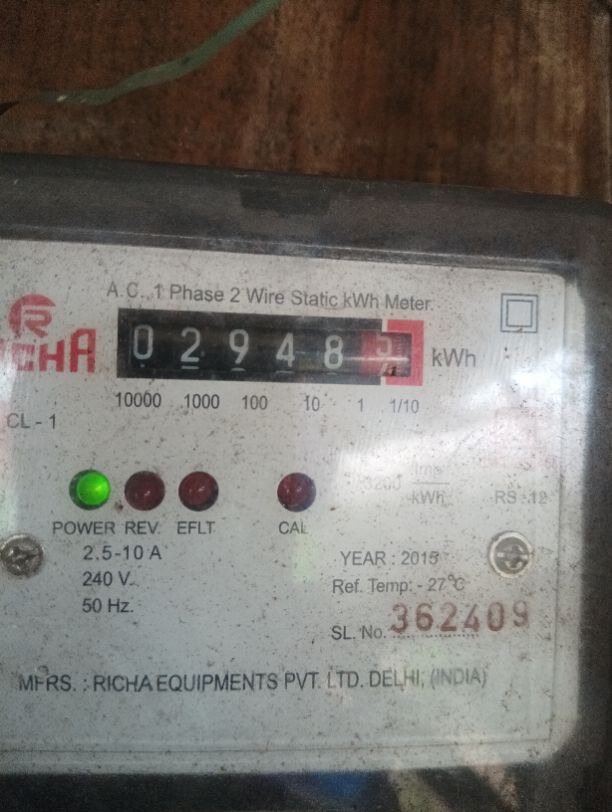 A.C. 1 Phase 2 Wire Static kWh Meter.
R
RICHA
0 2 9 4 8 5 kWh
10000 1000 100 10 1 1/10
CL - 1
3200 Imp
kWh
RS : 12
POWER REV. EFLT CAL
2.5-10 A
240 V.
50 Hz.
YEAR : 2015
Ref. Temp: - 27°C
SL. No. 362409
MFRS. : RICHA EQUIPMENTS PVT. LTD. DELHI, (INDIA)